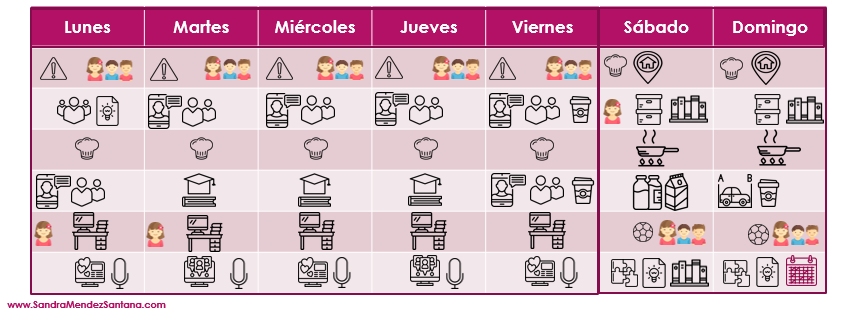 Lunes Martes Miércoles Jueves Viernes Sábado Domingo
A B
www.SandraMendezSantana.com